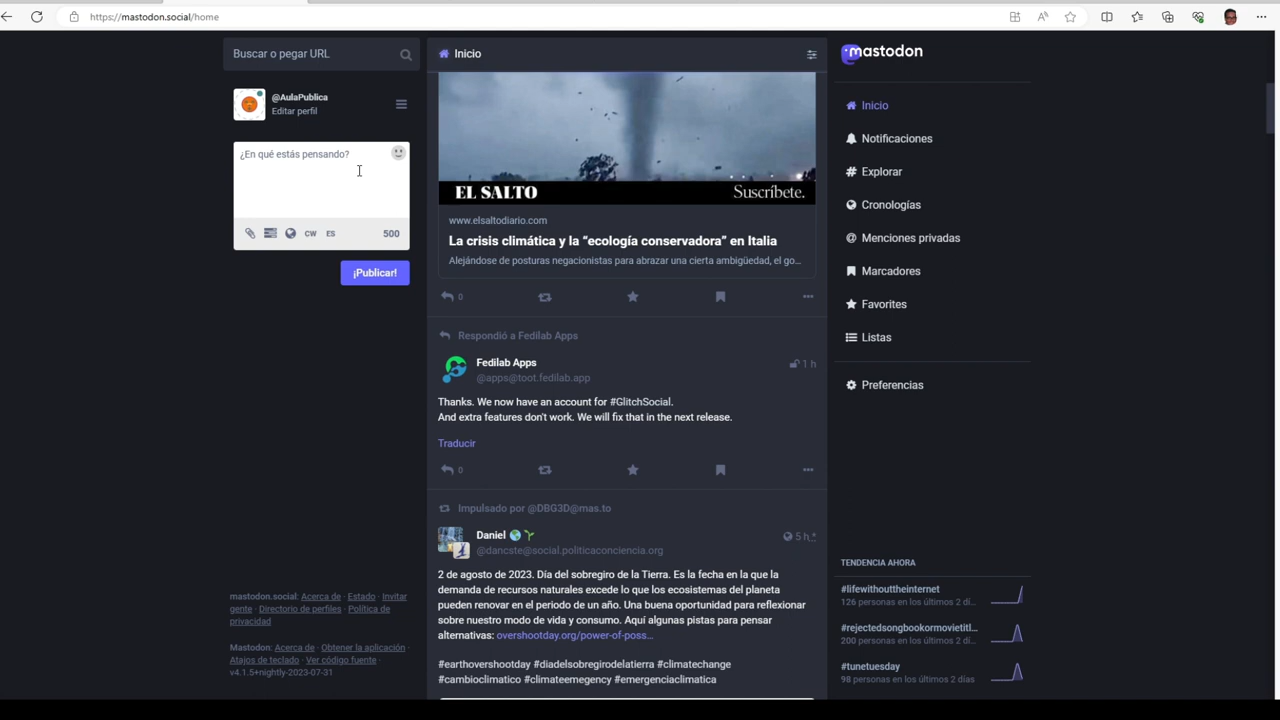 https://mastodon.social/home
Buscar o pegar URL
@AulaPublica
Editar perfil
¿En qué estás pensando?
CW ES 500
¡Publicar!
mastodon.social: Acerca de · Estado · Invitar
gente · Directorio de perfiles · Política de
privacidad
Mastodon: Acerca de · Obtener la aplicación ·
Atajos de teclado · Ver código fuente ·
v4.1.5+nightly-2023-07-31
Inicio
EL SALTO Suscríbete.
www.elsaltodiario.com
La crisis climática y la “ecología conservadora” en Italia
Alejándose de posturas negacionistas para abrazar una cierta ambigüedad, el go...
0
Respondió a Fedilab Apps
Fedilab Apps 1 h
@apps@toot.fedilab.app
Thanks. We now have an account for #GlitchSocial.
And extra features don't work. We will fix that in the next release.
Traducir
0
Impulsado por @DBG3D@mas.to
Daniel 5 h*
@dancste@social.politicaconciencia.org
2 de agosto de 2023. Día del sobregiro de la Tierra. Es la fecha en la que la
demanda de recursos naturales excede lo que los ecosistemas del planeta
pueden renovar en el periodo de un año. Una buena oportunidad para reflexionar
sobre nuestro modo de vida y consumo. Aquí algunas pistas para pensar
alternativas: overshootday.org/power-of-poss...
#earthovershootday #diadelsobregirodelatierra #climatechange
#cambioclimatico #climateemegency #emergenciaclimatica
mastodon
Inicio
Notificaciones
Explorar
Cronologías
Menciones privadas
Marcadores
Favorites
Listas
Preferencias
TENDENCIA AHORA
#lifewouttheinternet
126 personas en los últimos 2 dí...
#rejectedsongbookormovietitl...
200 personas en los últimos 2 dí...
#tunetuesday
98 personas en los últimos 2 días